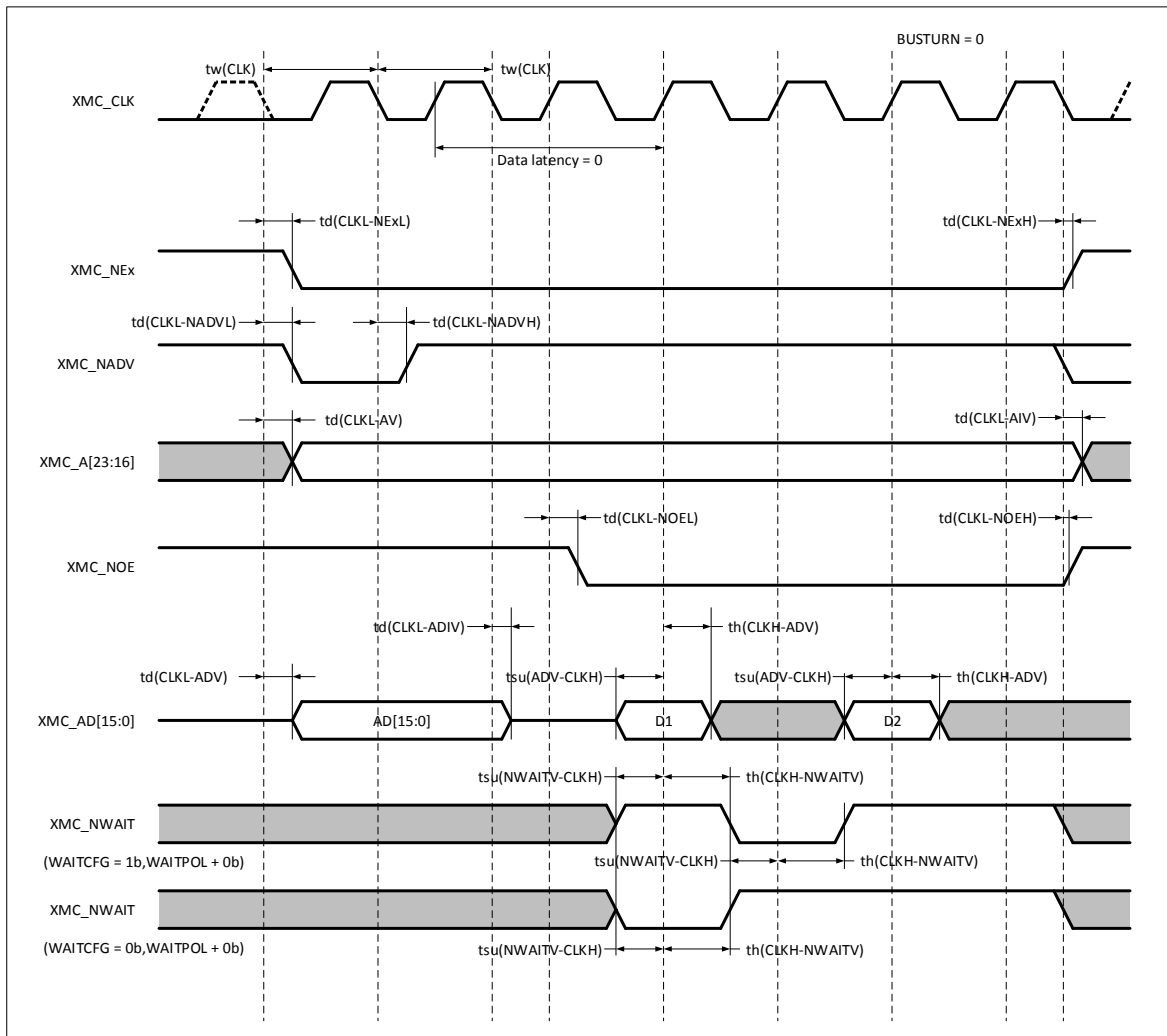 BUSTURN = 0
tw(CLK) tw(CLK)
XMC_CLK
Data latency = 0
td(CLKL-NExL) td(CLKL-NExH)
XMC_NEx
td(CLKL-NADVL) td(CLKL-NADVH)
XMC_NADV
td(CLKL-AV) td(CLKL-AIV)
XMC_A[23:16]
td(CLKL-NOEL) td(CLKL-NOEH)
XMC_NOE
td(CLKL-ADIV) th(CLKH-ADV)
td(CLKL-ADV) tsu(ADV-CLKH) tsu(ADV-CLKH) th(CLKH-ADV)
XMC_AD[15:0] AD[15:0] D1 D2
tsu(NWAITV-CLKH) th(CLKH-NWAITV)
XMC_NWAIT
(WAITCFG = 1b,WAITPOL + 0b) tsu(NWAITV-CLKH) th(CLKH-NWAITV)
XMC_NWAIT
(WAITCFG = 0b,WAITPOL + 0b) tsu(NWAITV-CLKH) th(CLKH-NWAITV)